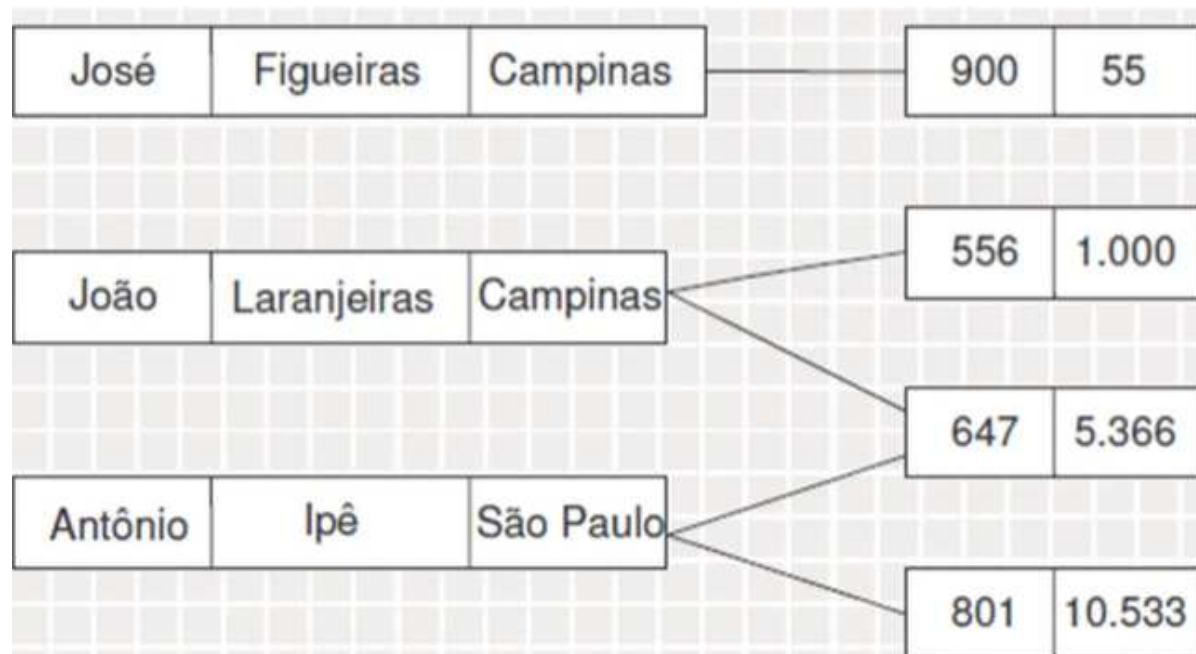 José Figueiras Campinas 900 55
556 1.000
João Laranjeiras Campinas
647 5.366
Antônio Ipê São Paulo
801 10.533